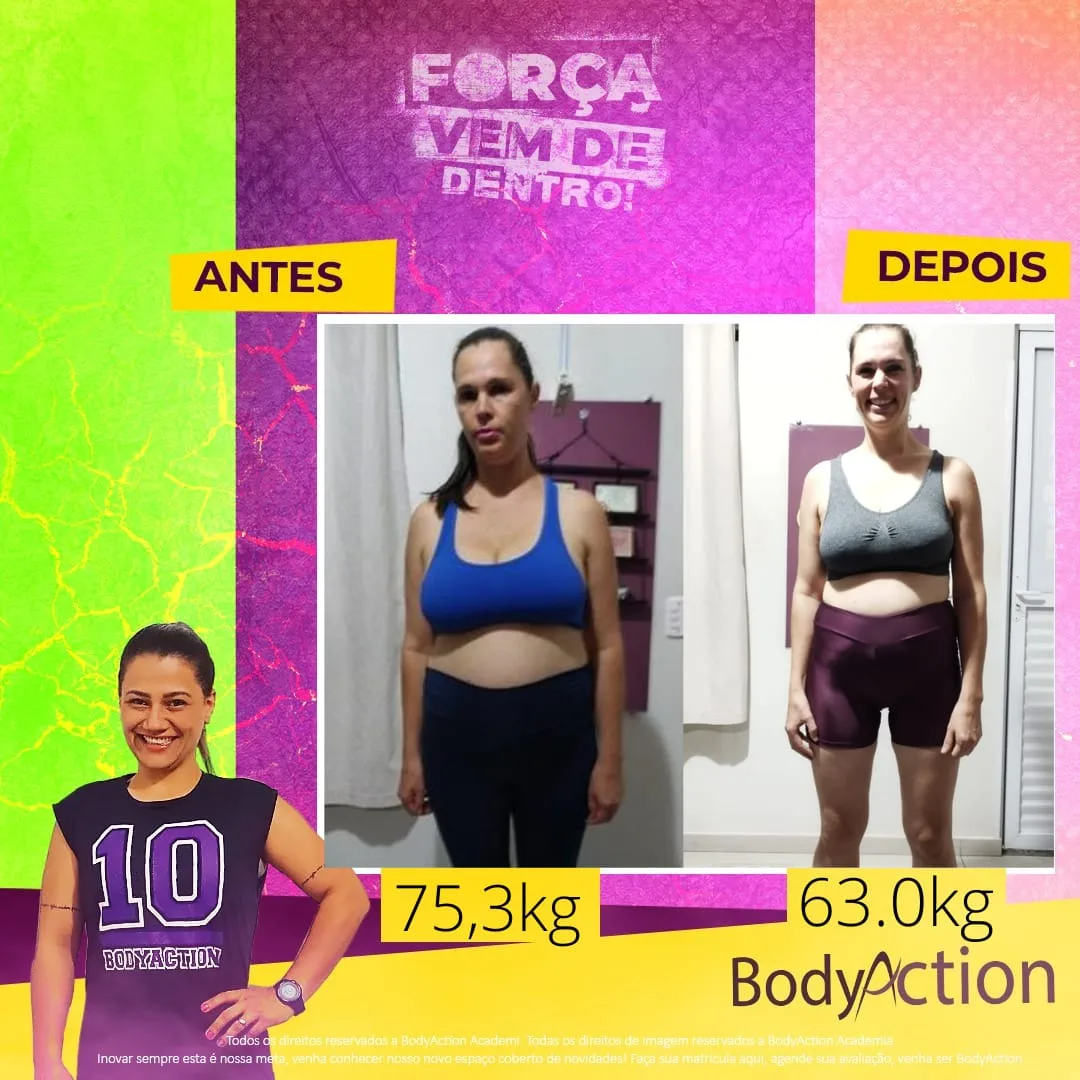 FORÇA
VEM DE
DENTRO!
ANTES
DEPOIS
75,3kg
63.0kg
BodyAction
10
BODYACTION
Todos os direitos reservados a BodyAction Academi. Todas os direitos de imagem reservados a BodyAction Academia
Inovar sempre esta é nossa meta, venha conhecer nosso novo espaço coberto de novidades! Faça sua matricula aqui, agende sua avaliação, venha ser BodyAction